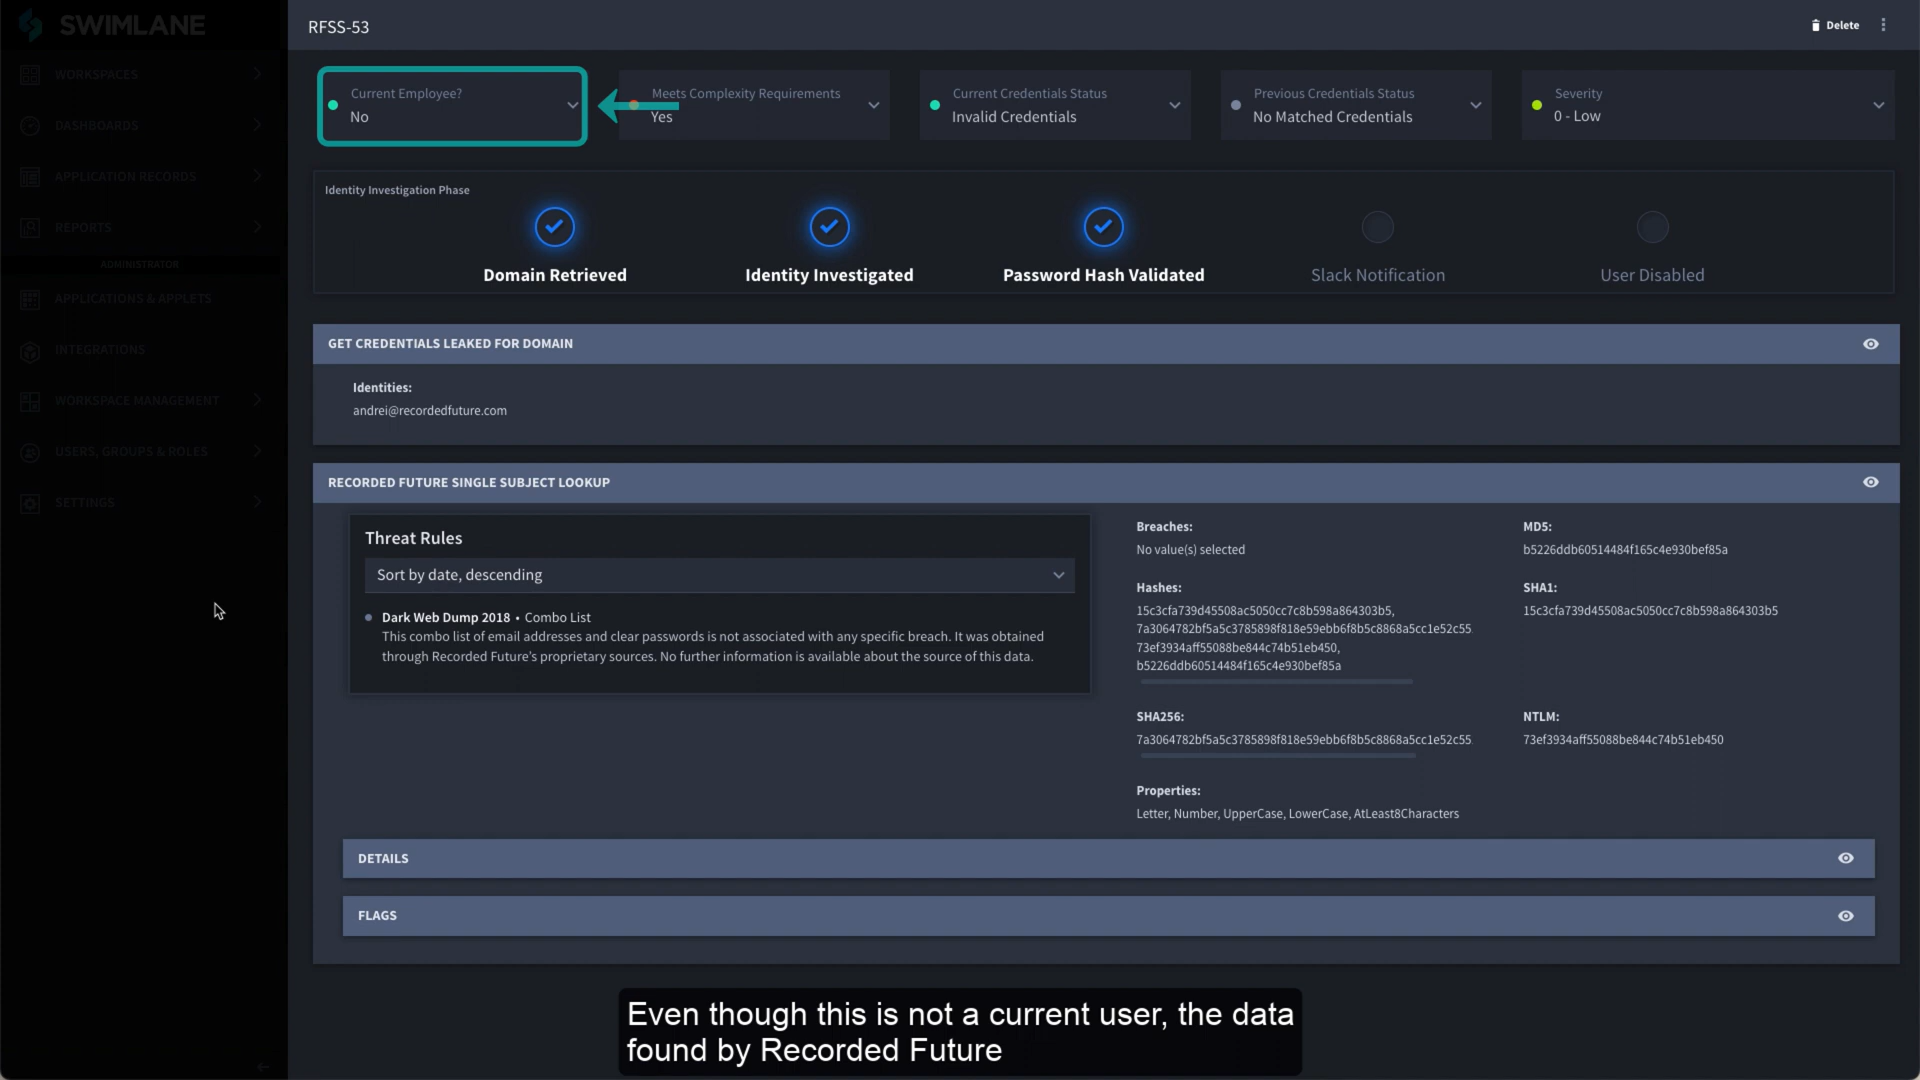 SWIMLANE
WORKSPACES
DASHBOARDS
APPLICATION RECORDS
REPORTS
ADMINISTRATOR
APPLICATIONS & APPLETS
INTEGRATIONS
WORKSPACE MANAGEMENT
USERS, GROUPS & ROLES
SETTINGS
RFSS-53
Delete
Current Employee?
No
Meets Complexity Requirements
Yes
Current Credentials Status
Invalid Credentials
Previous Credentials Status
No Matched Credentials
Severity
0 - Low
Identity Investigation Phase
Domain Retrieved
Identity Investigated
Password Hash Validated
Slack Notification
User Disabled
GET CREDENTIALS LEAKED FOR DOMAIN
Identities:
andrei@recordedfuture.com
RECORDED FUTURE SINGLE SUBJECT LOOKUP
Threat Rules
Sort by date, descending
Dark Web Dump 2018 • Combo List
This combo list of email addresses and clear passwords is not associated with any specific breach. It was obtained
through Recorded Future's proprietary sources. No further information is available about the source of this data.
Breaches:
No value(s) selected
MD5:
b5226ddb60514484f165c4e930bef85a
Hashes:
15c3cfa739d45508ac5050cc7c8b598a864303b5,
7a3064782bf5a5c3785898f818e59ebb6f8b5c8868a5cc1e52c55
73ef3934aff55088be844c74b51eb450,
b5226ddb60514484f165c4e930bef85a
SHA1:
15c3cfa739d45508ac5050cc7c8b598a864303b5
SHA256:
7a3064782bf5a5c3785898f818e59ebb6f8b5c8868a5cc1e52c55
NTLM:
73ef3934aff55088be844c74b51eb450
Properties:
Letter, Number, UpperCase, LowerCase, AtLeast8Characters
DETAILS
FLAGS
Even though this is not a current user, the data
found by Recorded Future